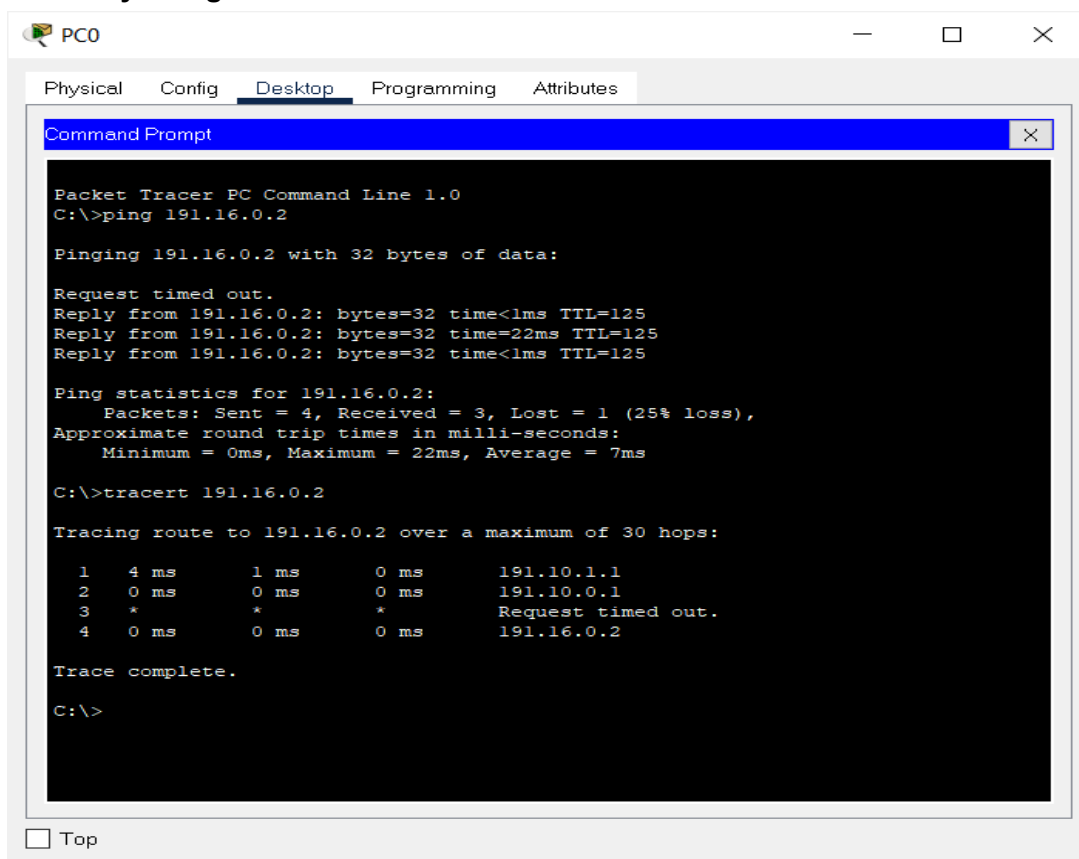 PC0
Physical Config Desktop Programming Attributes
Command Prompt
Packet Tracer PC Command Line 1.0
C:\>ping 191.16.0.2
Pinging 191.16.0.2 with 32 bytes of data:
Request timed out.
Reply from 191.16.0.2: bytes=32 time<1ms TTL=125
Reply from 191.16.0.2: bytes=32 time=22ms TTL=125
Reply from 191.16.0.2: bytes=32 time<1ms TTL=125
Ping statistics for 191.16.0.2:
Packets: Sent = 4, Received = 3, Lost = 1 (25% loss),
Approximate round trip times in milli-seconds:
Minimum = 0ms, Maximum = 22ms, Average = 7ms
C:\>tracert 191.16.0.2
Tracing route to 191.16.0.2 over a maximum of 30 hops:
1 4 ms 1 ms 0 ms 191.10.1.1
2 0 ms 0 ms 0 ms 191.10.0.1
3 * * * Request timed out.
4 0 ms 0 ms 0 ms 191.16.0.2
Trace complete.
C:\>
Top